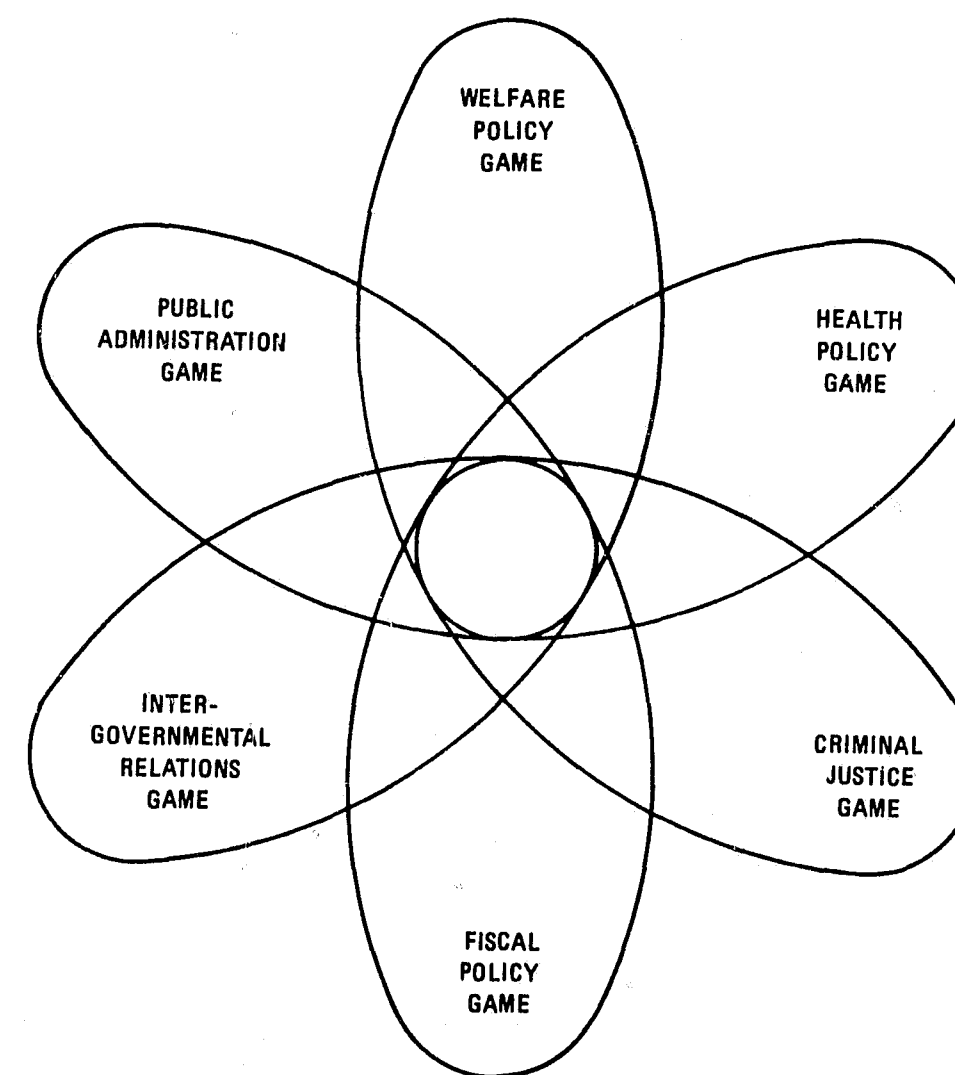 WELFARE
POLICY
GAME
PUBLIC
ADMINISTRATION
GAME
HEALTH
POLICY
GAME
INTER-
GOVERNMENTAL
RELATIONS
GAME
CRIMINAL
JUSTICE
GAME
FISCAL
POLICY
GAME